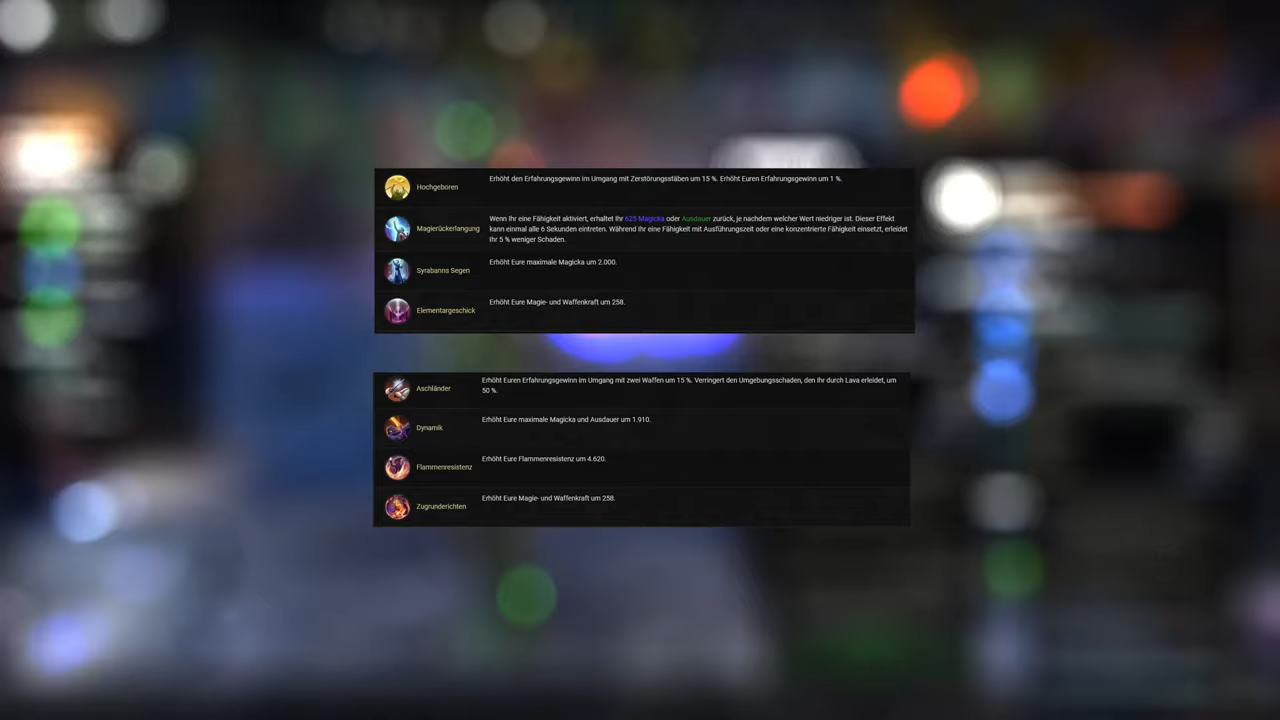 Hochgeboren
Erhöht den Erfahrungsgewinn im Umgang mit Zerstörungsstäben um 15 %. Erhöht Euren Erfahrungsgewinn um 1 %.
Magierückerlangung
Wenn Ihr eine Fähigkeit aktiviert, erhaltet Ihr 625 Magicka oder Ausdauer zurück, je nachdem welcher Wert niedriger ist. Dieser Effekt
kann einmal alle 6 Sekunden eintreten. Während Ihr eine Fähigkeit mit Ausführungszeit oder eine konzentrierte Fähigkeit einsetzt, erleidet
Ihr 5 % weniger Schaden.
Syrabanns Segen
Erhöht Eure maximale Magicka um 2.000.
Elementargeschick
Erhöht Eure Magie- und Waffenkraft um 258.
Aschländer
Erhöht Euren Erfahrungsgewinn im Umgang mit zwei Waffen um 15 %. Verringert den Umgebungsschaden, den Ihr durch Lava erleidet, um
50 %.
Dynamik
Erhöht Eure maximale Magicka und Ausdauer um 1.910.
Flammenresistenz
Erhöht Eure Flammenresistenz um 4.620.
Zugrunderichten
Erhöht Eure Magie- und Waffenkraft um 258.